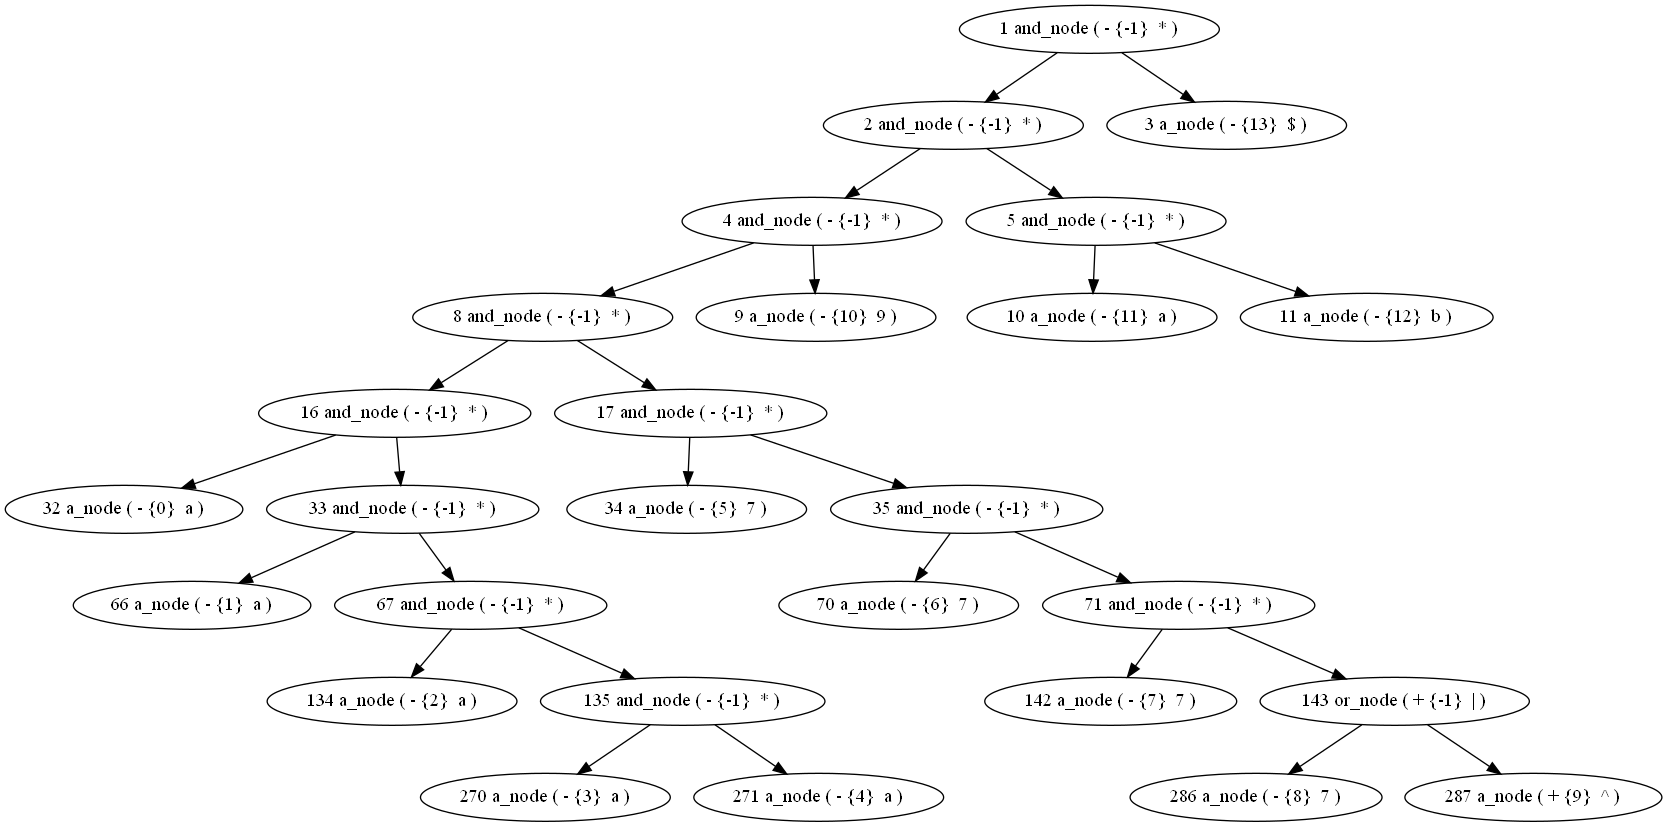 1 and_node ( - {-1} * )
2 and_node ( - {-1} * )
3 a_node ( - {13} $ )
4 and_node ( - {-1} * )
5 and_node ( - {-1} * )
8 and_node ( - {-1} * )
9 a_node ( - {10} 9 )
10 a_node ( - {11} a )
11 a_node ( - {12} b )
16 and_node ( - {-1} * )
17 and_node ( - {-1} * )
32 a_node ( - {0} a )
33 and_node ( - {-1} * )
34 a_node ( - {5} 7 )
35 and_node ( - {-1} * )
66 a_node ( - {1} a )
67 and_node ( - {-1} * )
70 a_node ( - {6} 7 )
71 and_node ( - {-1} * )
134 a_node ( - {2} a )
135 and_node ( - {-1} * )
142 a_node ( - {7} 7 )
143 or_node ( + {-1} | )
270 a_node ( - {3} a )
271 a_node ( - {4} a )
286 a_node ( - {8} 7 )
287 a_node ( + {9} ^ )